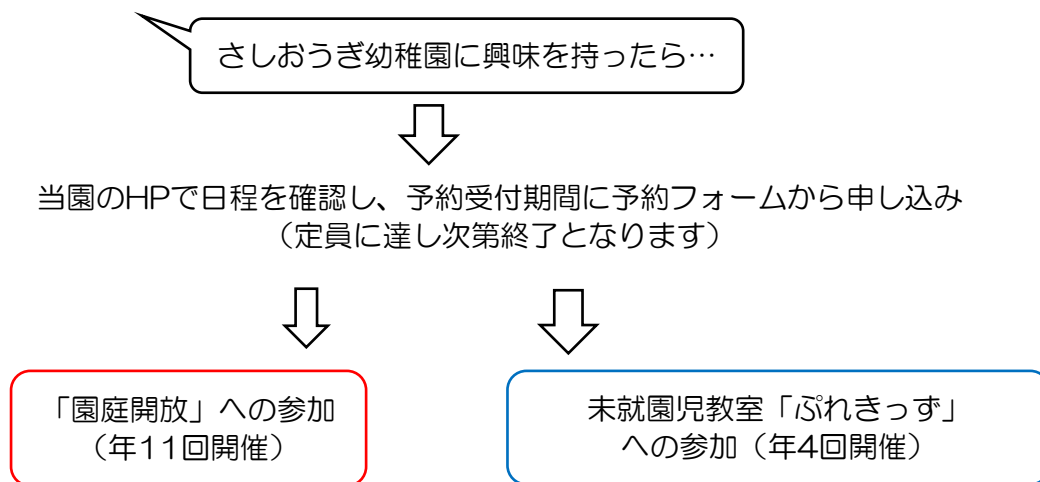 さしおうぎ幼稚園に興味を持ったら…
当園のHPで日程を確認し、予約受付期間に予約フォームから申し込み
（定員に達し次第終了となります）
「園庭開放」への参加
（年11回開催）
未就園児教室「ぷれきっず」
への参加（年4回開催）